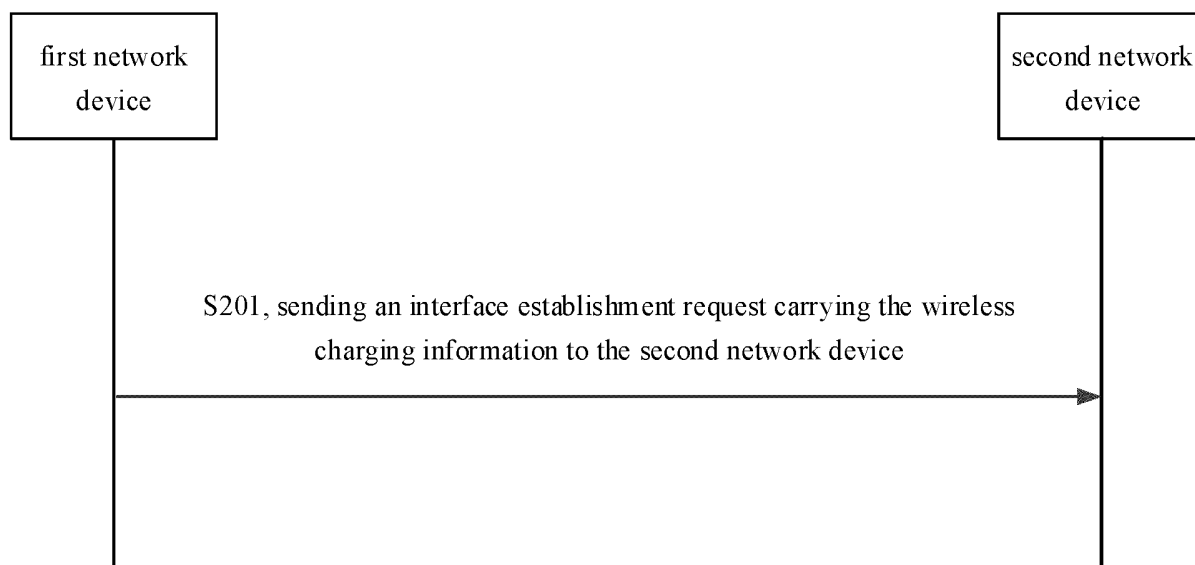 first network
device
second network
device
S201, sending an interface establishment request carrying the wireless
charging information to the second network device